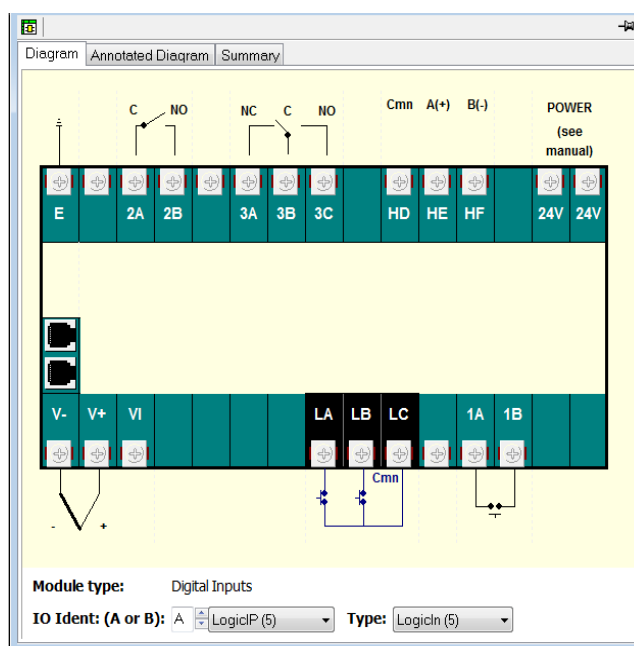 Diagram Annotated Diagram Summary
C NO NC C NO Cmn A(+) B(-) POWER
(see
manual)
E 2A 2B 3A 3B 3C HD HE HF 24V 24V
V- V+ VI LA LB LC 1A 1B
Cmn
- +
Module type: Digital Inputs
IO Ident: (A or B): A LogicIP (5) Type: LogicIn (5)